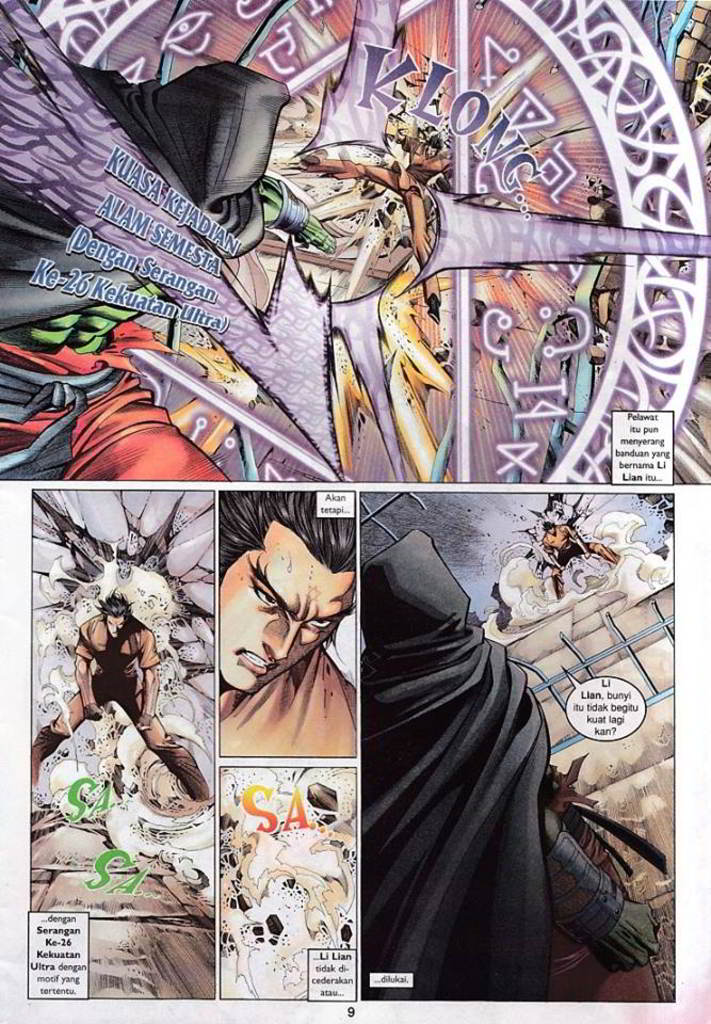 KLONG...
KUASA KEJADIAN
ALAM SEMESTA
(Dengan Serangan
Ke-26 Kekuatan Ultra)
Pelawat
itu pun
menyerang
banduan yang
bernama Li
Lian itu...
...dengan
Serangan
Ke-26
Kekuatan
Ultra dengan
motif yang
tertentu.
SA..
SA...
Akan
tetapi...
SA..
...Li Lian
tidak di-
cederakan
atau...
Li
Lian, bunyi
itu tidak begitu
kuat lagi
kan?
...dilukai.
9